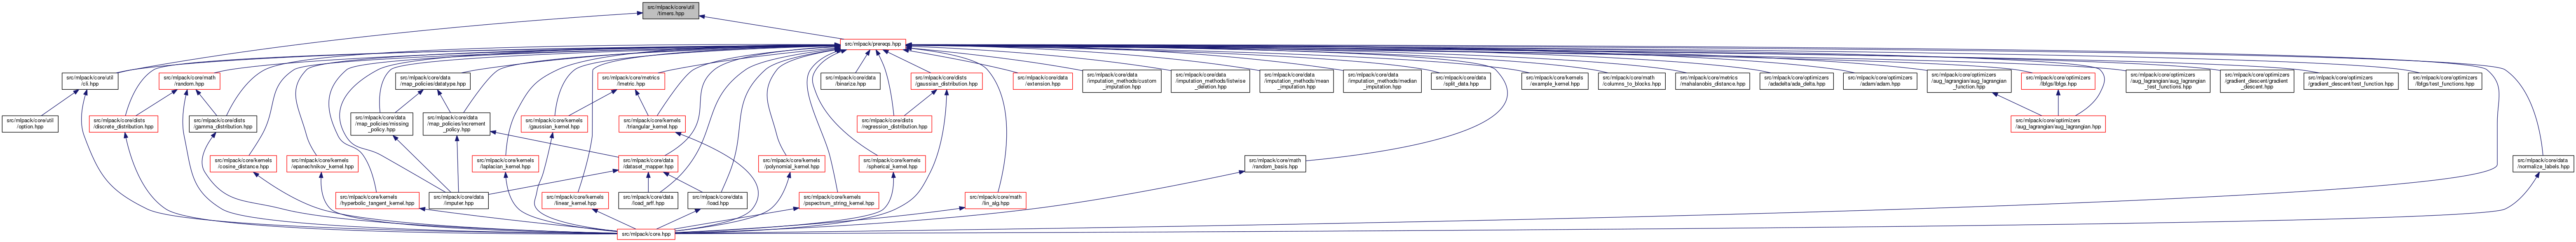 src/mlpack/core/util
/timers.hpp
src/mlpack/prereqs.hpp
src/mlpack/core/util
/cli.hpp
src/mlpack/core/math
/random.hpp
src/mlpack/core/data
/map_policies/datatype.hpp
src/mlpack/core/metrics
/lmetric.hpp
src/mlpack/core/data
/binarize.hpp
src/mlpack/core/dists
/gaussian_distribution.hpp
src/mlpack/core/data
/extension.hpp
src/mlpack/core/data
/imputation_methods/custom
_imputation.hpp
src/mlpack/core/data
/imputation_methods/listwise
_deletion.hpp
src/mlpack/core/data
/imputation_methods/mean
_imputation.hpp
src/mlpack/core/data
/imputation_methods/median
_imputation.hpp
src/mlpack/core/data
/split_data.hpp
src/mlpack/core/kernels
/example_kernel.hpp
src/mlpack/core/math
/columns_to_blocks.hpp
src/mlpack/core/metrics
/mahalanobis_distance.hpp
src/mlpack/core/optimizers
/adadelta/ada_delta.hpp
src/mlpack/core/optimizers
/adam/adam.hpp
src/mlpack/core/optimizers
/aug_lagrangian/aug_lagrangian
_function.hpp
src/mlpack/core/optimizers
/lbfgs/lbfgs.hpp
src/mlpack/core/optimizers
/aug_lagrangian/aug_lagrangian
_test_functions.hpp
src/mlpack/core/optimizers
/gradient_descent/gradient
_descent.hpp
src/mlpack/core/optimizers
/gradient_descent/test_function.hpp
src/mlpack/core/optimizers
/lbfgs/test_functions.hpp
src/mlpack/core/util
/option.hpp
src/mlpack/core/dists
/discrete_distribution.hpp
src/mlpack/core/dists
/gamma_distribution.hpp
src/mlpack/core/data
/map_policies/missing
_policy.hpp
src/mlpack/core/data
/map_policies/increment
_policy.hpp
src/mlpack/core/kernels
/gaussian_kernel.hpp
src/mlpack/core/kernels
/triangular_kernel.hpp
src/mlpack/core/dists
/regression_distribution.hpp
src/mlpack/core/optimizers
/aug_lagrangian/aug_lagrangian.hpp
src/mlpack/core/kernels
/cosine_distance.hpp
src/mlpack/core/kernels
/epanechnikov_kernel.hpp
src/mlpack/core/kernels
/laplacian_kernel.hpp
src/mlpack/core/data
/dataset_mapper.hpp
src/mlpack/core/kernels
/polynomial_kernel.hpp
src/mlpack/core/kernels
/spherical_kernel.hpp
src/mlpack/core/math
/random_basis.hpp
src/mlpack/core/data
/normalize_labels.hpp
src/mlpack/core/kernels
/hyperbolic_tangent_kernel.hpp
src/mlpack/core/data
/imputer.hpp
src/mlpack/core/kernels
/linear_kernel.hpp
src/mlpack/core/data
/load_arff.hpp
src/mlpack/core/data
/load.hpp
src/mlpack/core/kernels
/pspectrum_string_kernel.hpp
src/mlpack/core/math
/lin_alg.hpp
src/mlpack/core.hpp